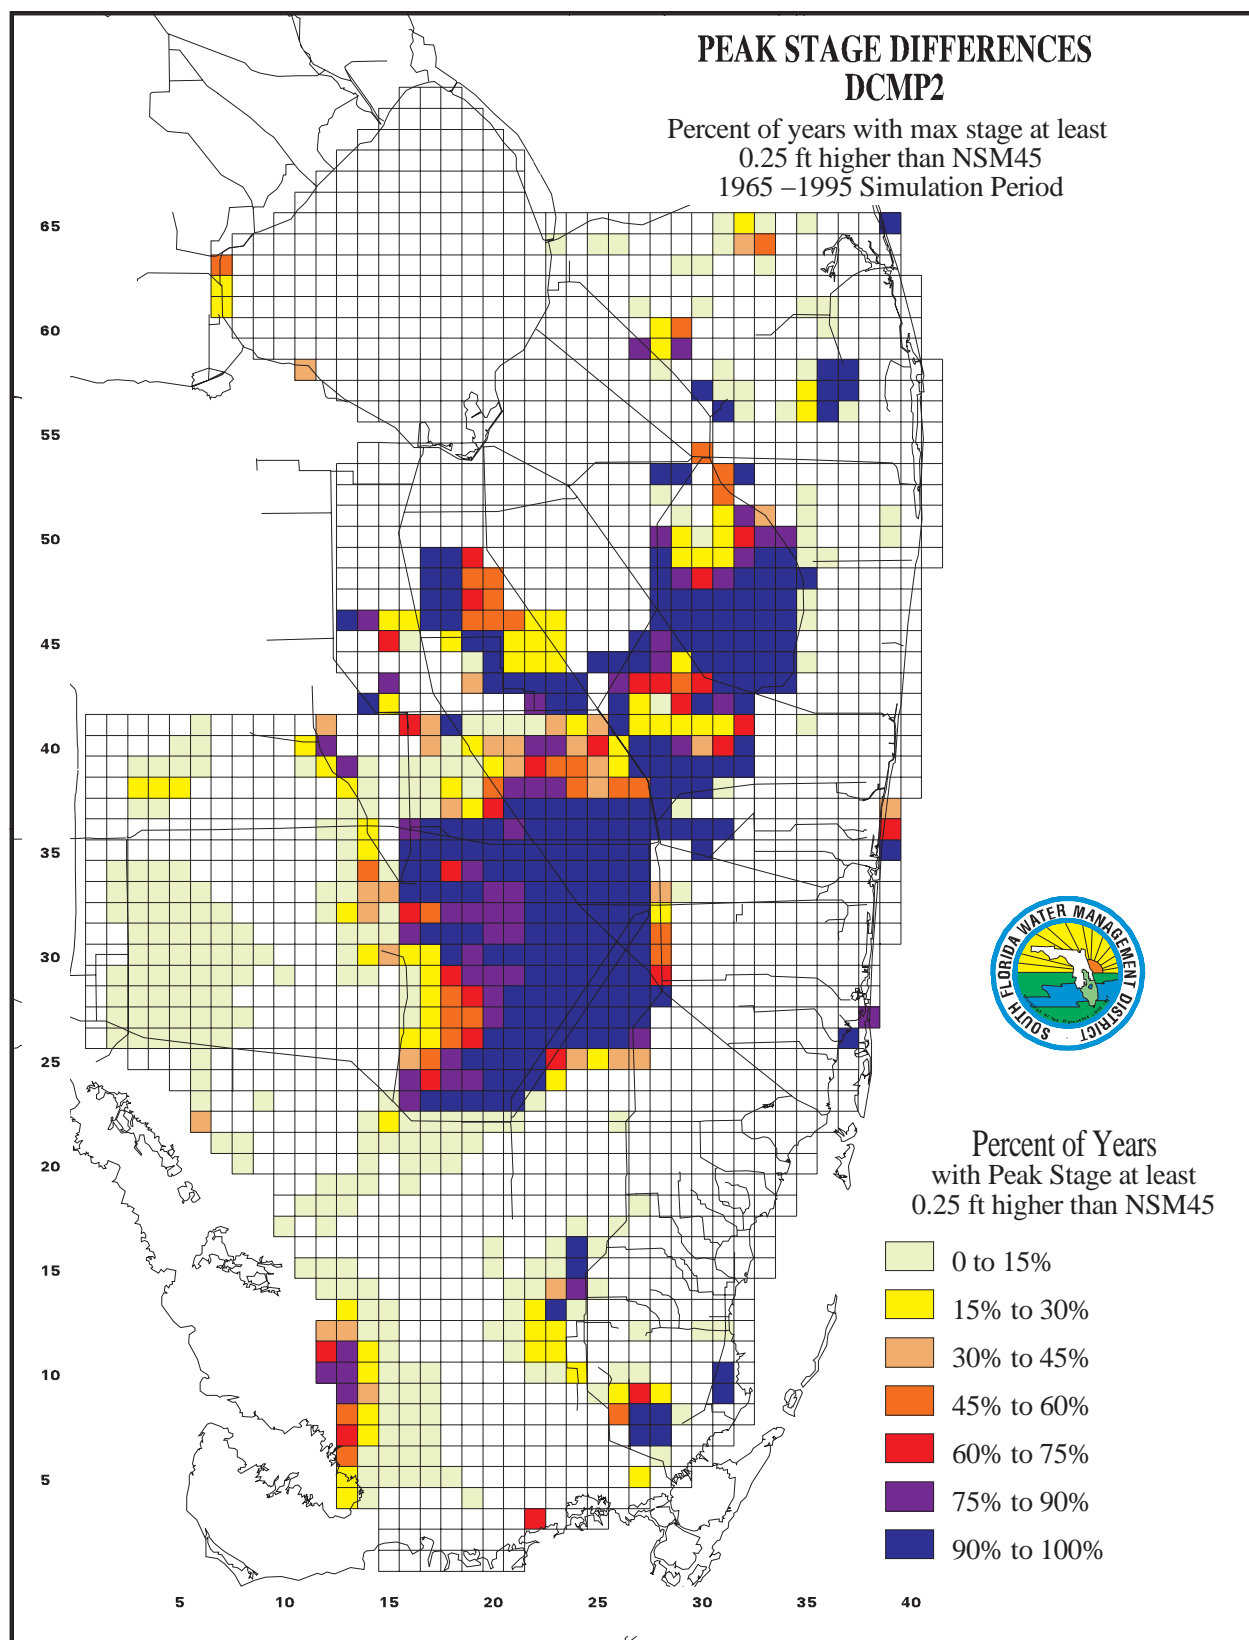 PEAK STAGE DIFFERENCES
DCMP2
Percent of years with max stage at least
0.25 ft higher than NSM45
1965 –1995 Simulation Period
65
60
55
50
45
40
35
30
25
20
15
10
5
SOUTH FLORIDA WATER MANAGEMENT DISTRICT
Percent of Years
with Peak Stage at least
0.25 ft higher than NSM45
0 to 15%
15% to 30%
30% to 45%
45% to 60%
60% to 75%
75% to 90%
90% to 100%
5 10 15 20 25 30 35 40